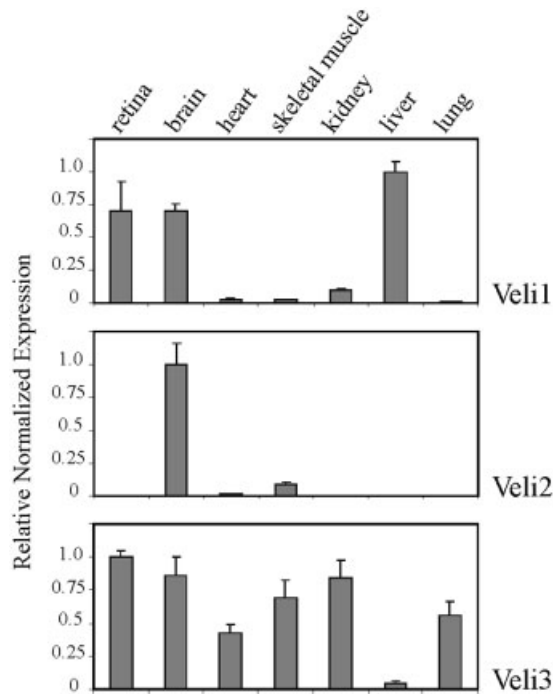 retina
brain
heart
skeletal muscle
kidney
liver
lung
Relative Normalized Expression
1.0
0.75
0.5
0.25
0
Veli1
1.0
0.75
0.5
0.25
0
Veli2
1.0
0.75
0.5
0.25
0
Veli3